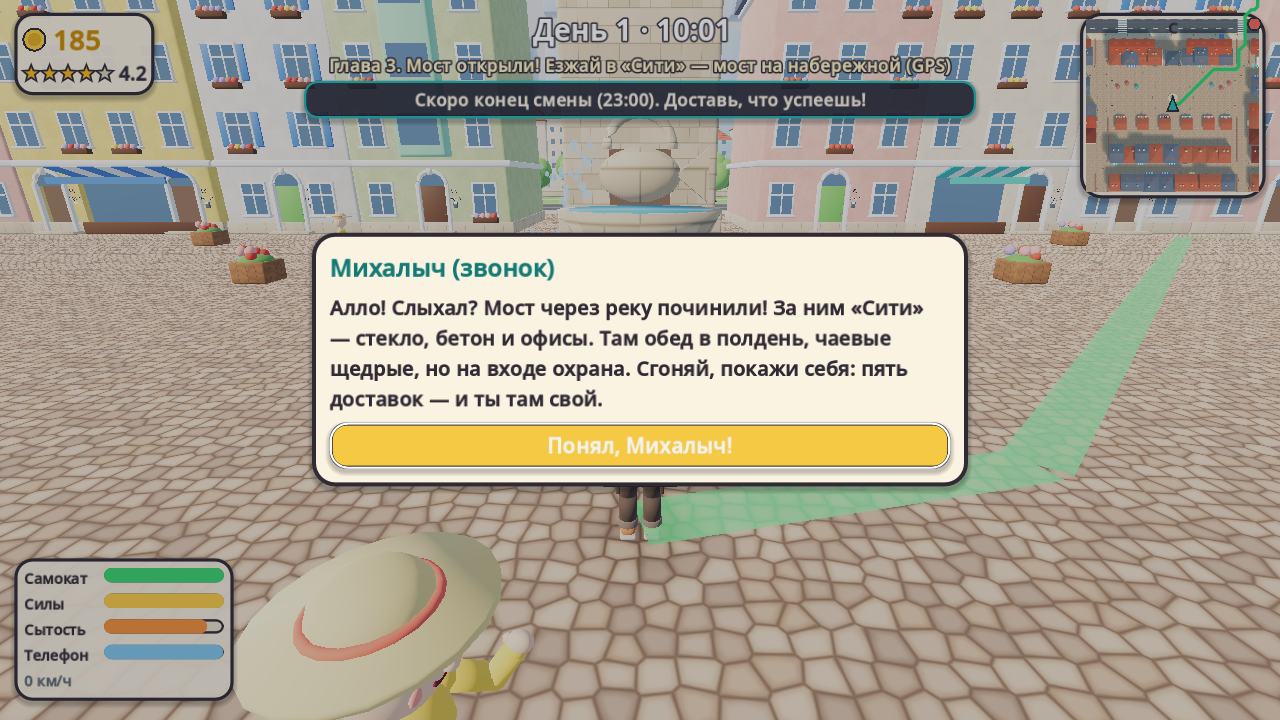 185
4.2
День 1 · 10:01
Глава 3. Мост открыли! Езжай в «Сити» — мост на набережной (GPS)
Скоро конец смены (23:00). Доставь, что успеешь!
С
Михалыч (звонок)
Алло! Слыхал? Мост через реку починили! За ним «Сити»
— стекло, бетон и офисы. Там обед в полдень, чаевые
щедрые, но на входе охрана. Сгоняй, покажи себя: пять
доставок — и ты там свой.
Понял, Михалыч!
Самокат
Силы
Сытость
Телефон
0 км/ч